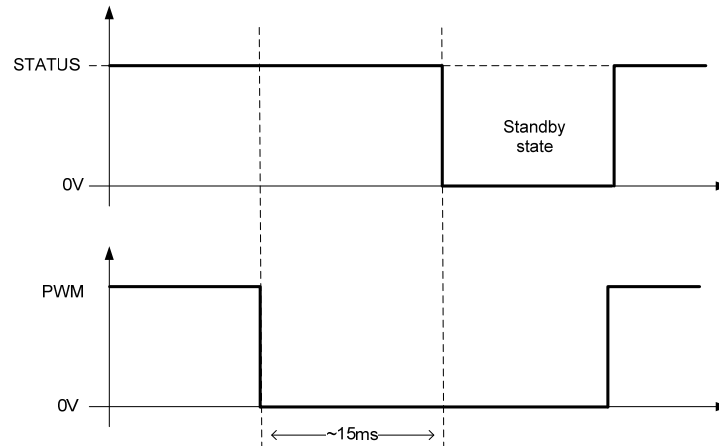 STATUS
Standby
state
0V
PWM
0V
~15ms